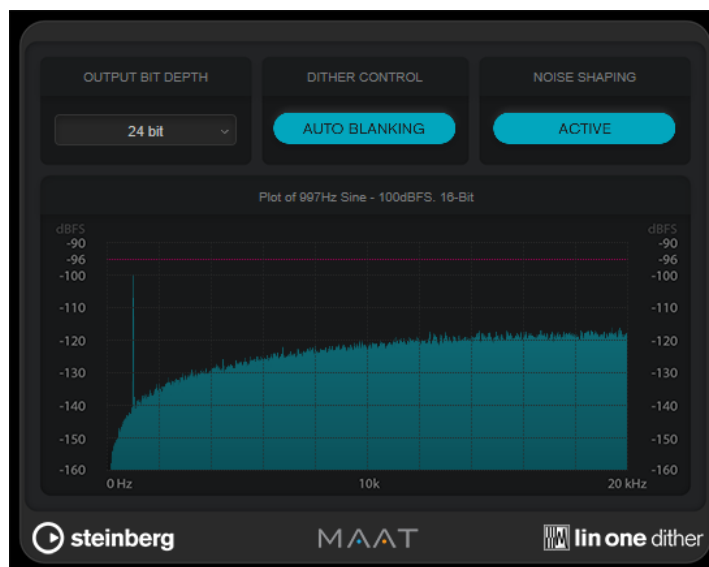 OUTPUT BIT DEPTH DITHER CONTROL NOISE SHAPING
24 bit AUTO BLANKING ACTIVE
Plot of 997Hz Sine - 100dBFS. 16-Bit
dBFS dBFS
-90 -90
-96 -96
-100 -100
-110 -110
-120 -120
-130 -130
-140 -140
-150 -150
-160 -160
0 Hz 10k 20 kHz
steinberg MAAT lin one dither